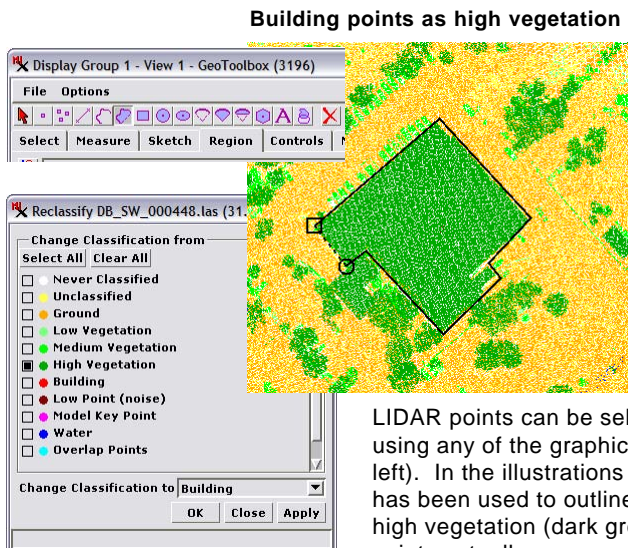 Building points as high vegetation
Display Group 1 - View 1 - GeoToolbox (3196)
File Options
Select Measure Sketch Region Controls
Reclassify DB_SW_000448.las (31.
Change Classification from
Select All Clear All
Never Classified
Unclassified
Ground
Low Vegetation
Medium Vegetation
High Vegetation
Building
Low Point (noise)
Model Key Point
Water
Overlap Points
Change Classification to Building
OK Close Apply
LIDAR points can be sel
using any of the graphic
left). In the illustrations
has been used to outline
high vegetation (dark gr